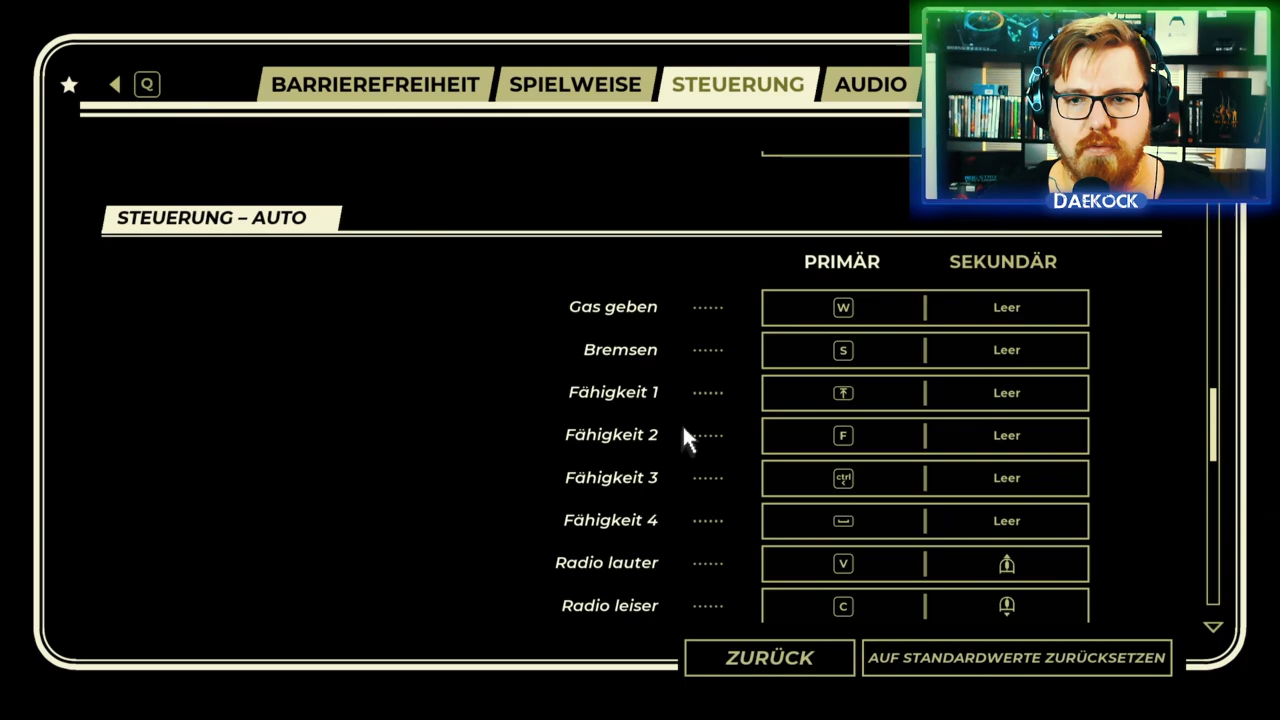 Q
BARRIEREFREIHEIT
SPIELWEISE
STEUERUNG
AUDIO
DAEKOCK
STEUERUNG – AUTO
PRIMÄR SEKUNDÄR
Gas geben ...... W Leer
Bremsen ...... S Leer
Fähigkeit 1 ...... Leer
Fähigkeit 2 ...... F Leer
Fähigkeit 3 ...... ctrl Leer
Fähigkeit 4 ...... Leer
Radio lauter ...... V
Radio leiser ...... C
ZURÜCK
AUF STANDARDWERTE ZURÜCKSETZEN